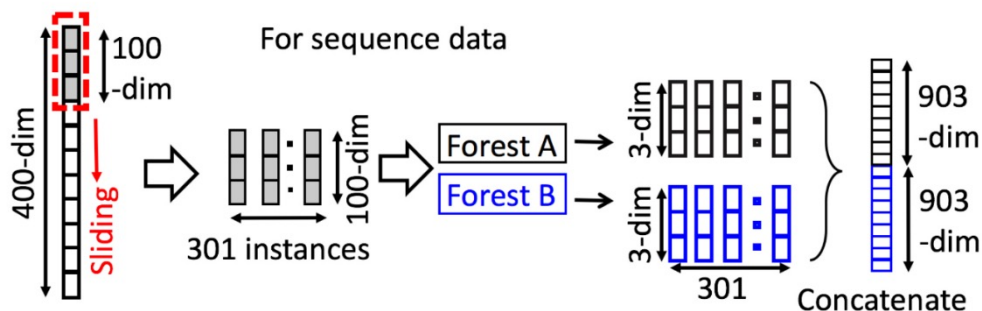 For sequence data
400-dim
100
-dim
Sliding
100-dim
301 instances
Forest A
Forest B
3-dim
3-dim
301
903
-dim
903
-dim
Concatenate